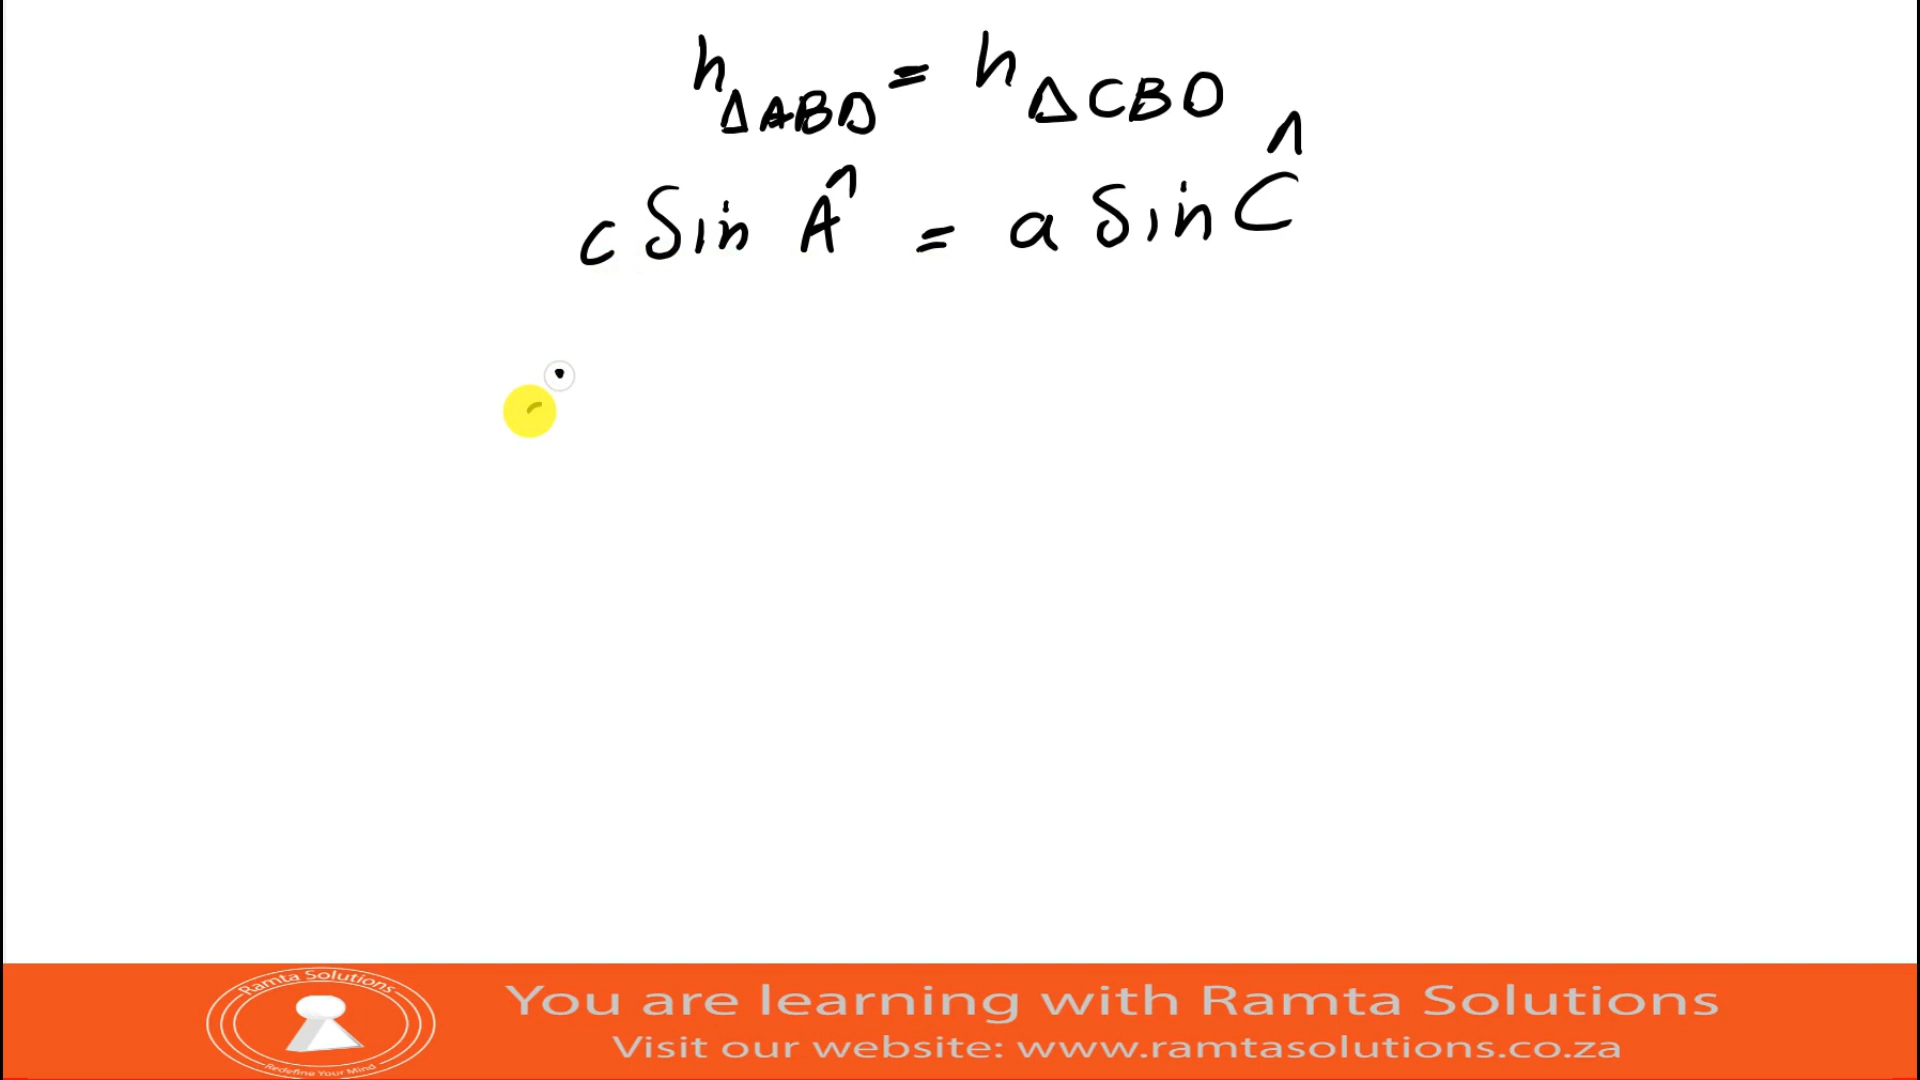 h△ABD = h△CBD
c sin Â = a sin Ĉ
Ramta Solutions
Redefine Your Mind
You are learning with Ramta Solutions
Visit our website: www.ramtasolutions.co.za